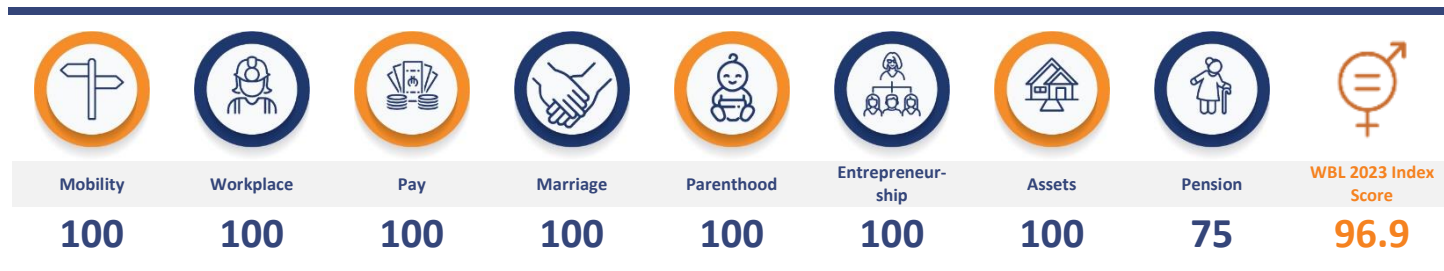 Mobility
Workplace
Pay
Marriage
Parenthood
Entrepreneur-
ship
Assets
Pension
WBL 2023 Index
Score
100
100
100
100
100
100
100
75
96.9